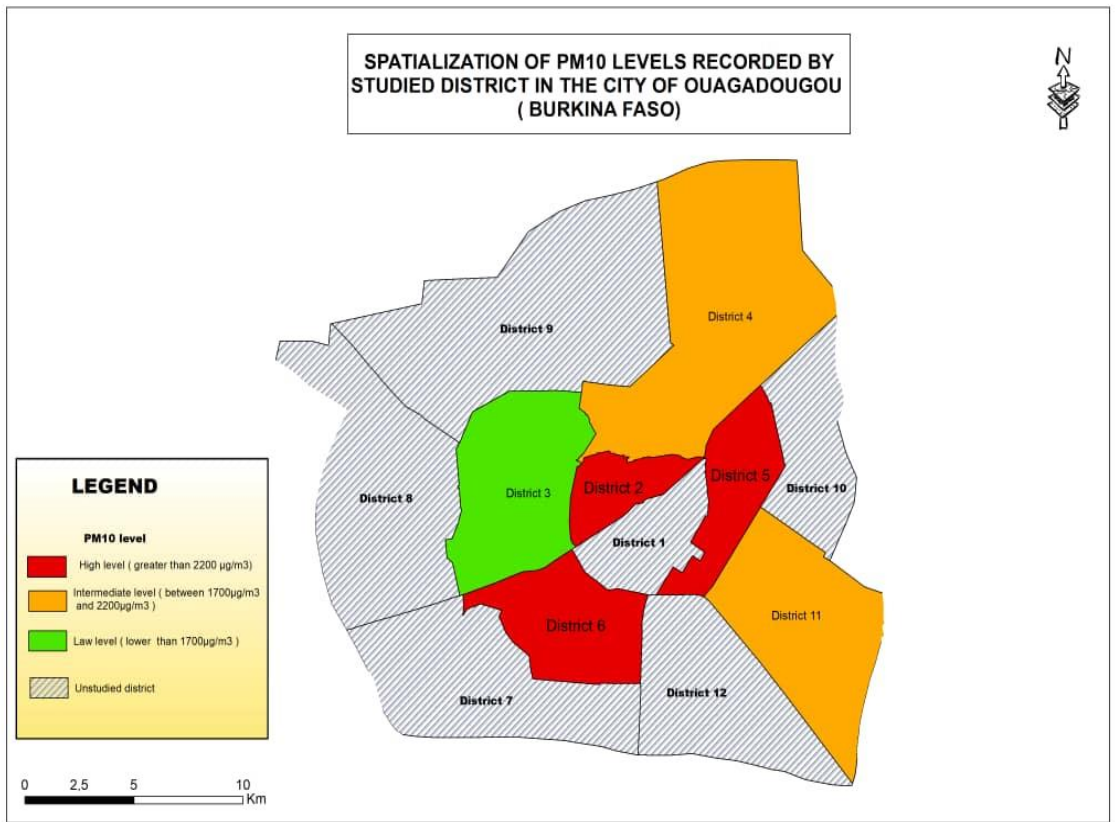 SPATIALIZATION OF PM10 LEVELS RECORDED BY
STUDIED DISTRICT IN THE CITY OF OUAGADOUGOU
( BURKINA FASO)
N
District 4
District 9
District 5
District 2
District 3
District 8
District 10
District 1
District 11
District 6
District 12
District 7
LEGEND
PM10 level
High level ( greater than 2200 µg/m3)
Intermediate level ( between 1700µg/m3
and 2200µg/m3 )
Law level ( lower than 1700µg/m3 )
Unstudied district
0 2,5 5 10
Km